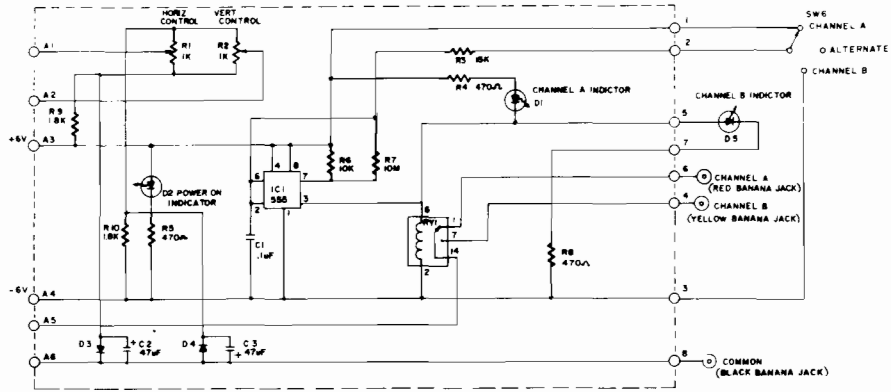 HORIZ CONTROL
VERT CONTROL
SW6
CHANNEL A
ALTERNATE
CHANNEL B
A1
R1
1K
R2
1K
1
2
R3 15K
R4 470Ω
CHANNEL A INDICTOR
D1
CHANNEL B INDICTOR
D5
A2
R9
1.8K
+6V
A3
5
7
R6
10K
R7
10M
4
8
6
7
IC1
555
2
3
1
D2 POWER ON
INDICATOR
6
CHANNEL A
(RED BANANA JACK)
4
CHANNEL B
(YELLOW BANANA JACK)
R10
1.8K
R5
470Ω
C1
.1uF
6
RY1
1
7
14
2
R8
470Ω
-6V
A4
3
A5
D3
C2
47uF
D4
C3
47uF
A6
8
COMMON
(BLACK BANANA JACK)